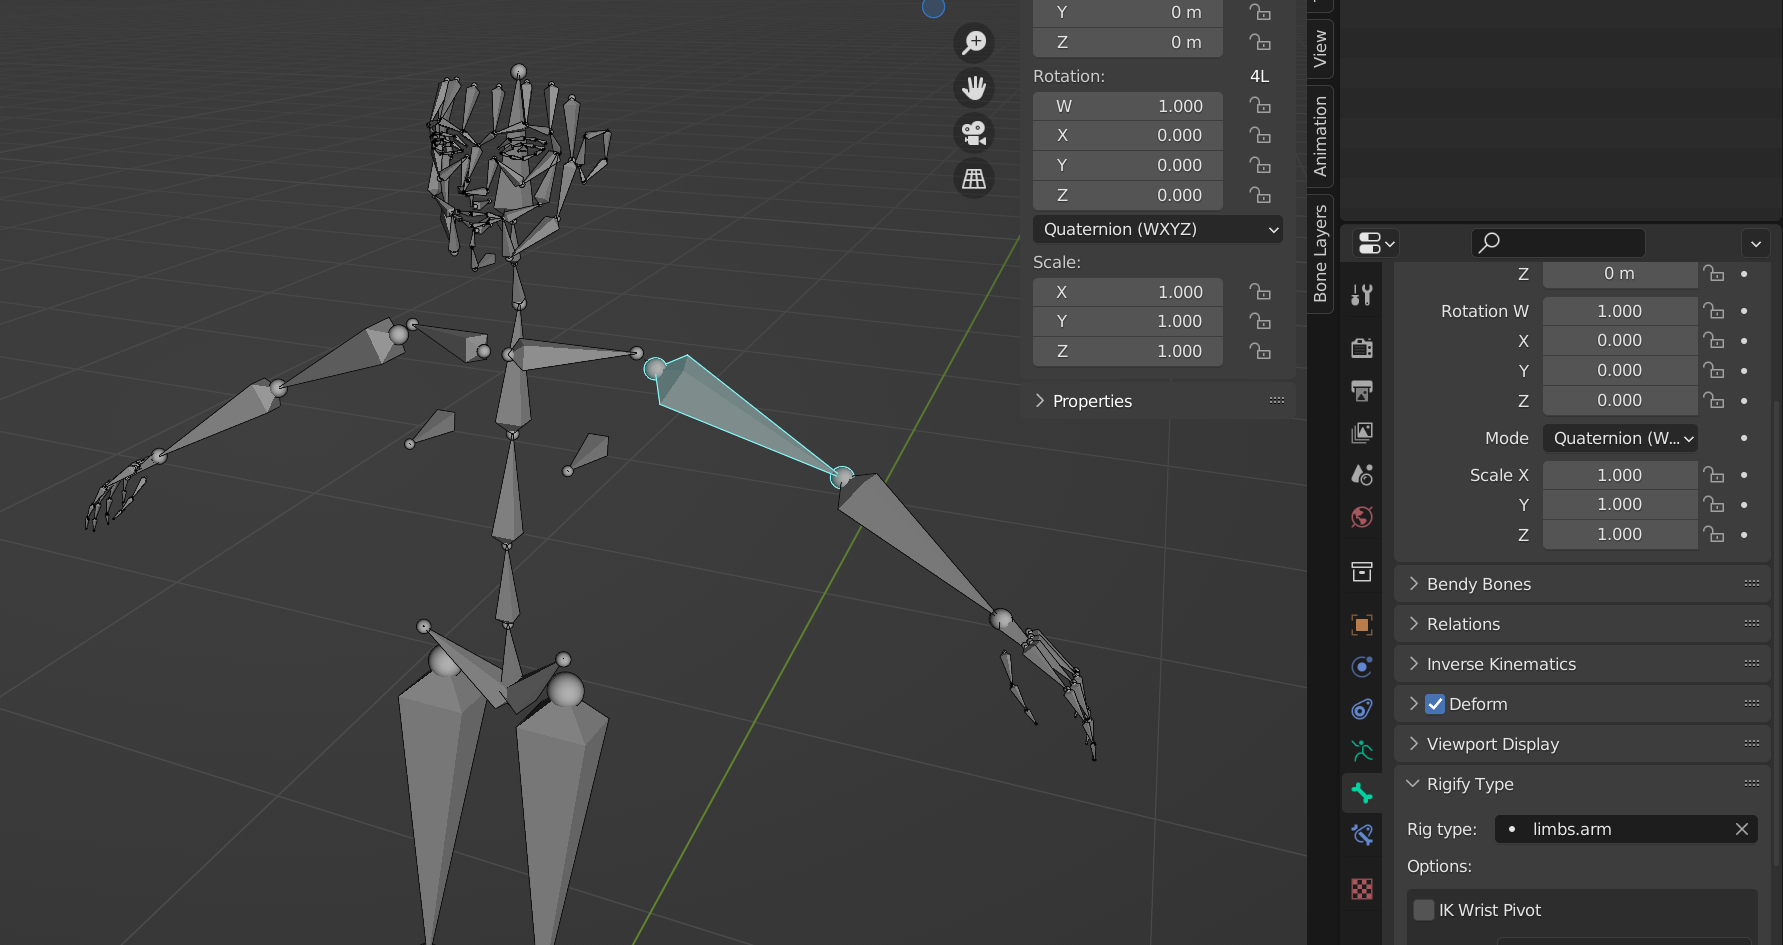 Y 0 m
Z 0 m
Rotation: 4L
W 1.000
X 0.000
Y 0.000
Z 0.000
Quaternion (WXYZ)
Scale:
X 1.000
Y 1.000
Z 1.000
Properties
View
Animation
Bone Layers
Z 0 m
Rotation W 1.000
X 0.000
Y 0.000
Z 0.000
Mode Quaternion (W...
Scale X 1.000
Y 1.000
Z 1.000
Bendy Bones
Relations
Inverse Kinematics
Deform
Viewport Display
Rigify Type
Rig type: limbs.arm
Options:
IK Wrist Pivot